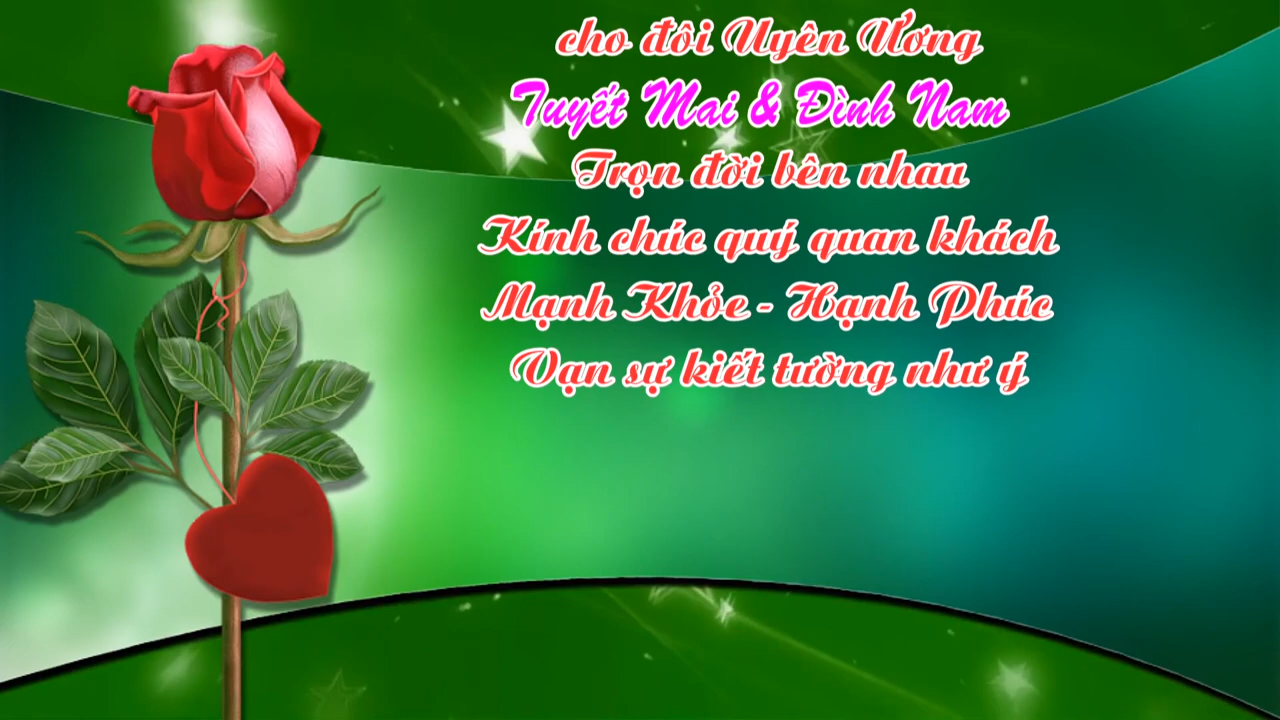 cho đôi Uyên Ương
Tuyết Mai & Đình Nam
Trọn đời bên nhau
Kính chúc quý quan khách
Mạnh Khỏe - Hạnh Phúc
Vạn sự kiết tường như ý